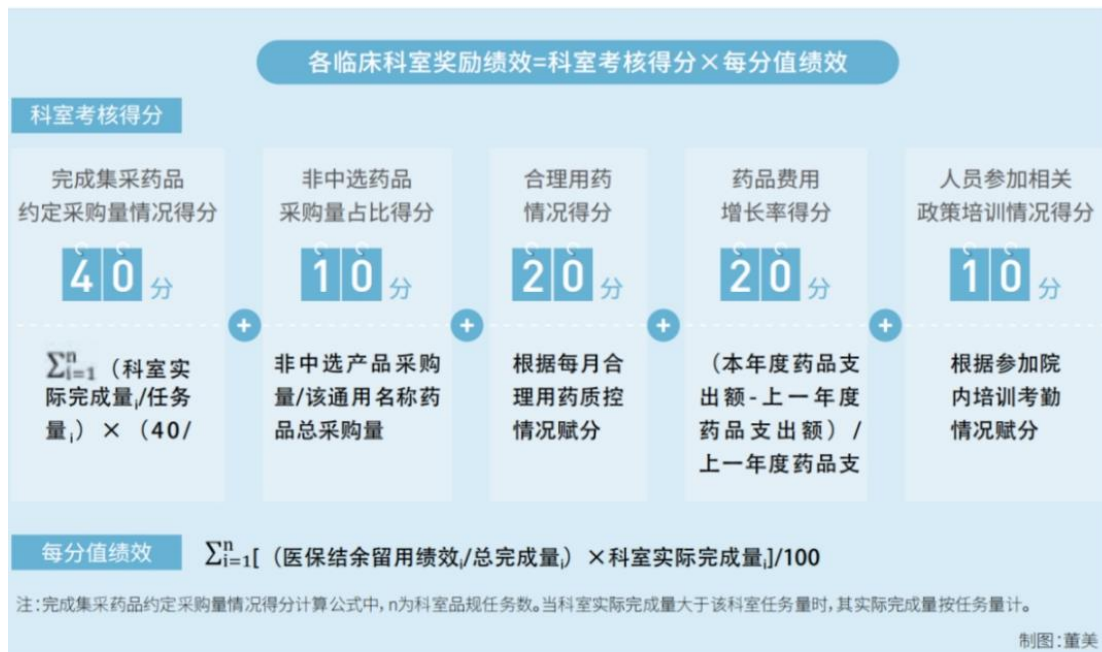 各临床科室奖励绩效=科室考核得分×每分值绩效
科室考核得分
完成集采药品
约定采购量情况得分
40分
∑ⁿᵢ₌₁（科室实
际完成量ᵢ/任务
量ᵢ）×（40/
非中选药品
采购量占比得分
10分
非中选产品采购
量/该通用名称药
品总采购量
合理用药
情况得分
20分
根据每月合
理用药质控
情况赋分
药品费用
增长率得分
20分
（本年度药品支
出额-上一年度
药品支出额）/
上一年度药品支
人员参加相关
政策培训情况得分
10分
根据参加院
内培训考勤
情况赋分
+
+
+
+
每分值绩效
∑ⁿᵢ₌₁[（医保结余留用绩效ᵢ/总完成量ᵢ）×科室实际完成量ᵢ]/100
注：完成集采药品约定采购量情况得分计算公式中，n为科室品规任务数。当科室实际完成量大于该科室任务量时，其实际完成量按任务量计。
制图：董美